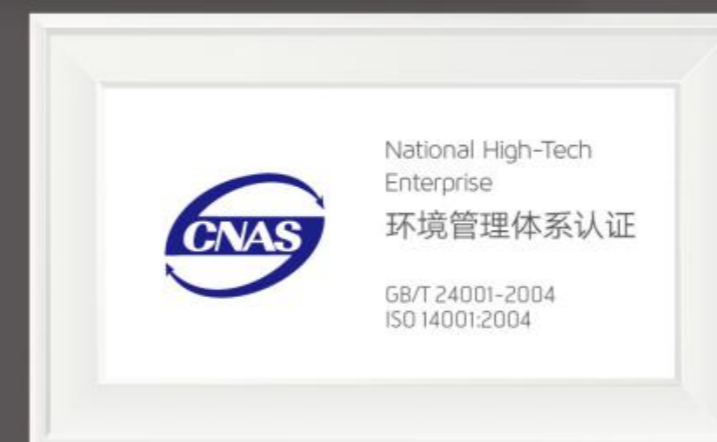 CNAS
National High-Tech
Enterprise
环境管理体系认证
GB/T 24001-2004
ISO 14001:2004